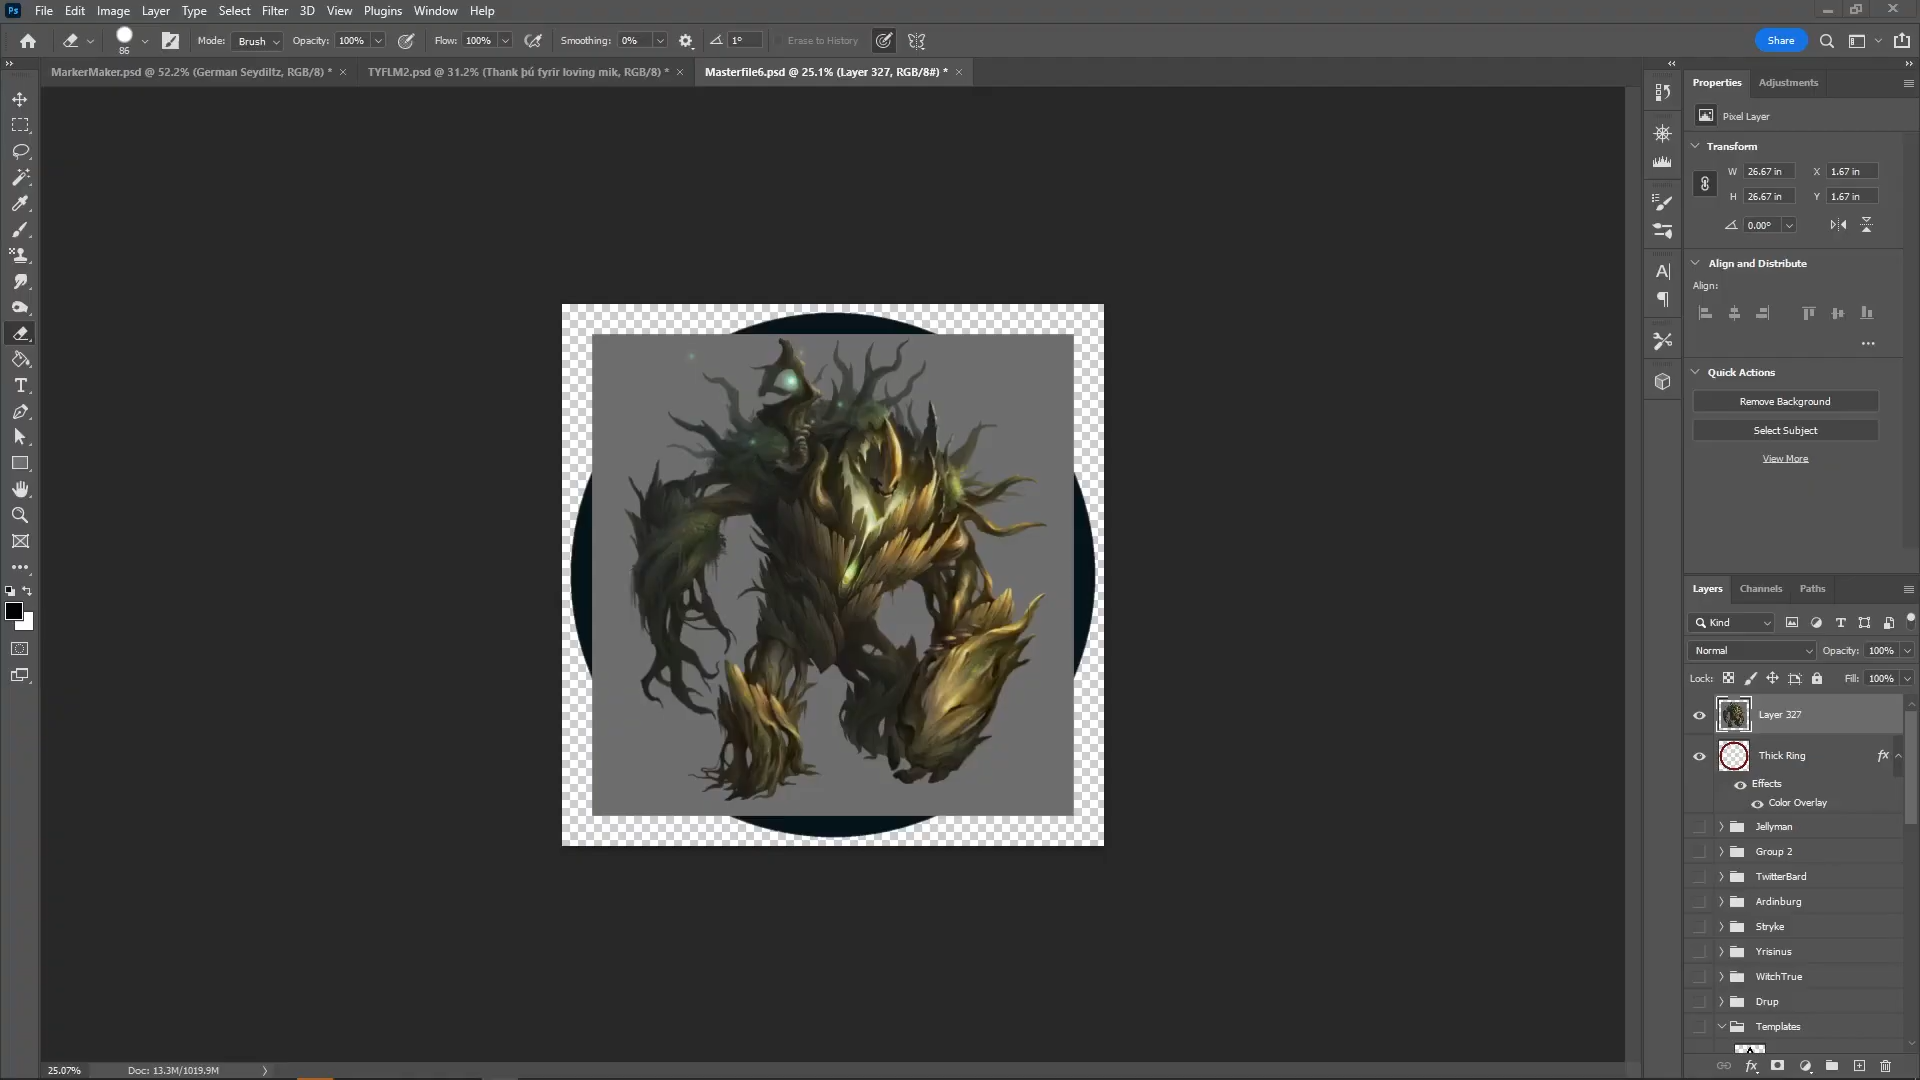 Ps File Edit Image Layer Type Select Filter 3D View Plugins Window Help
86 Mode: Brush Opacity: 100% Flow: 100% Smoothing: 0% 1° Erase to History Share
MarkerMaker.psd @ 52.2% (German Seydiltz, RGB/8) * TYFLM2.psd @ 31.2% (Thank þú fyrir loving mik, RGB/8) * Masterfile6.psd @ 25.1% (Layer 327, RGB/8#) *
Properties Adjustments
Pixel Layer
Transform
W 26.67 in X 1.67 in
H 26.67 in Y 1.67 in
0.00°
Align and Distribute
Align:
Quick Actions
Remove Background
Select Subject
View More
Layers Channels Paths
Kind
Normal Opacity: 100%
Lock: Fill: 100%
Layer 327
Thick Ring fx
Effects
Color Overlay
Jellyman
Group 2
TwitterBard
Ardinburg
Stryke
Yrisinus
WitchTrue
Drup
Templates
25.07% Doc: 13.3M/1019.9M